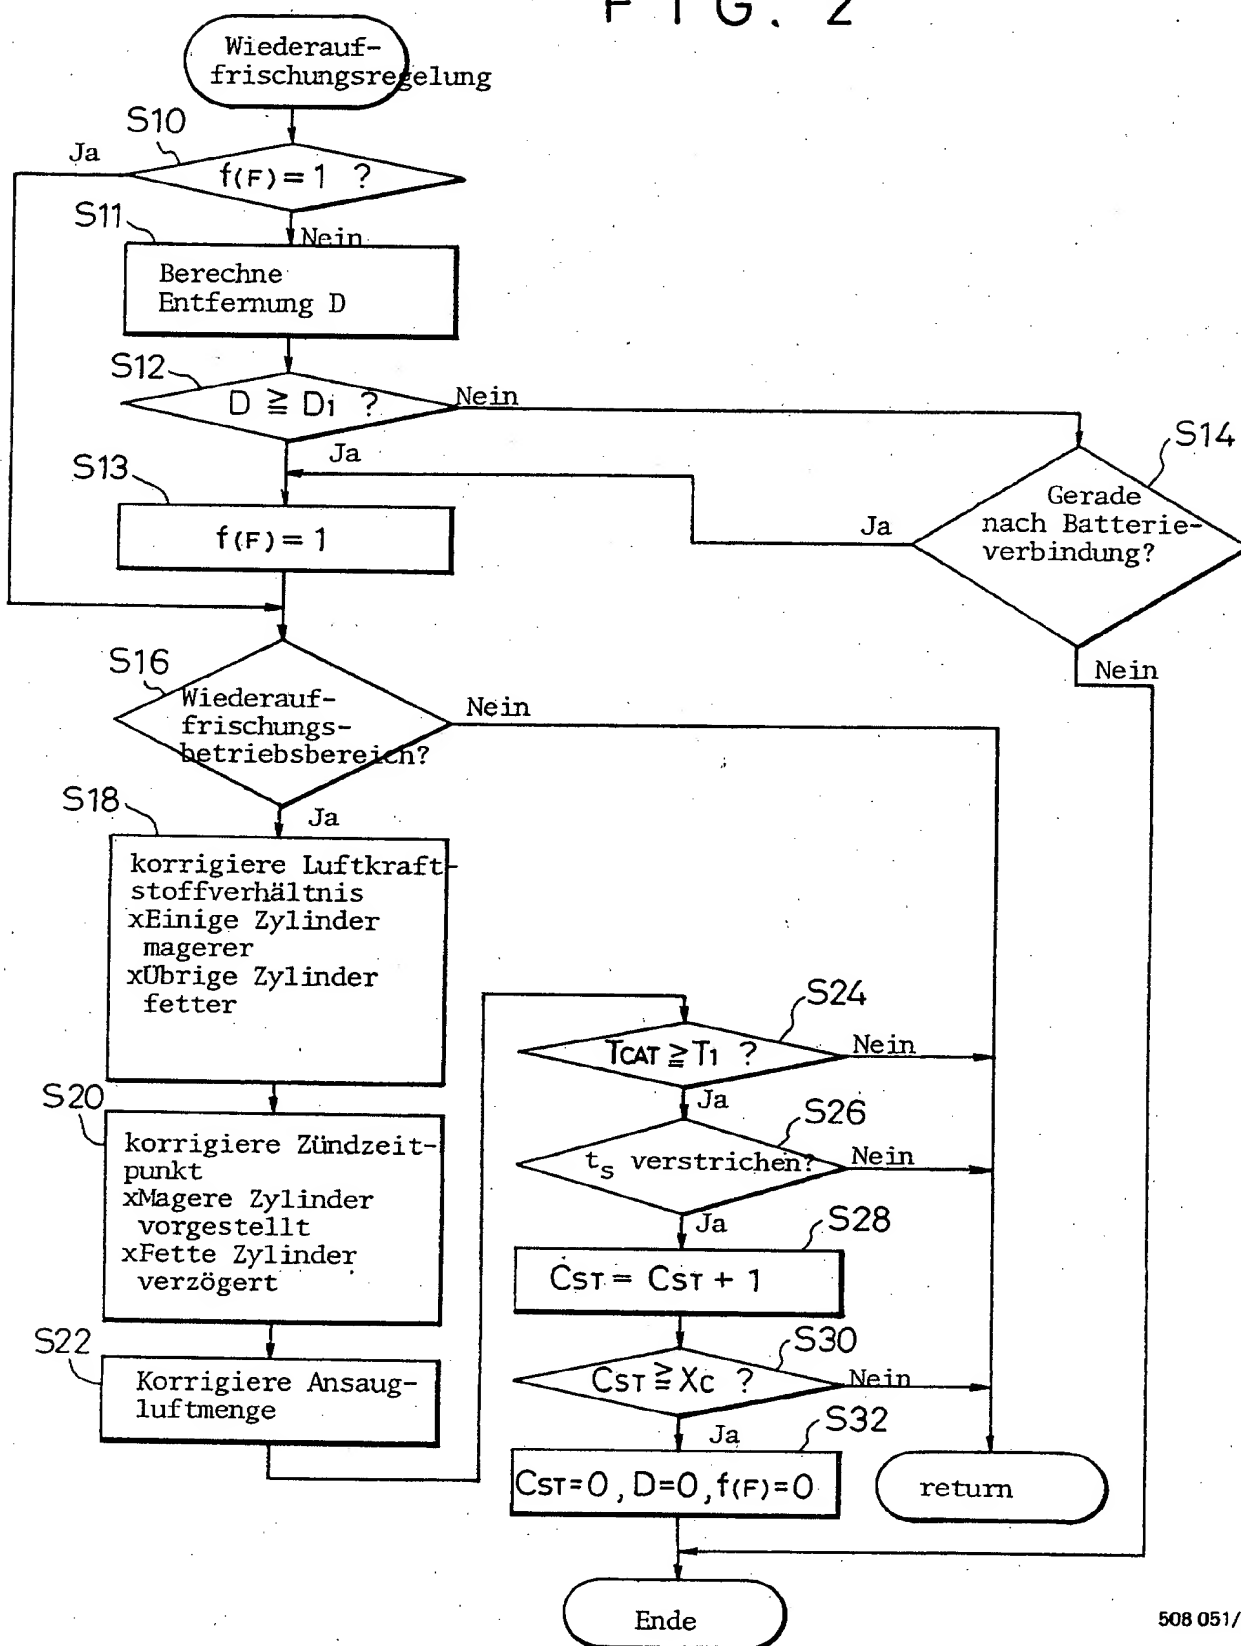 FIG. 2
Wiederauf-
frischungsregelung
S10
Ja
f(F)=1 ?
S11
Nein
Berechne
Entfernung D
S12
D ≧ D1 ?
Nein
Ja
S13
S14
Gerade
nach Batterie-
verbindung?
Ja
f(F)=1
Nein
S16
Wiederauf-
frischungs-
betriebsbereich?
Nein
S18
Ja
korrigiere Luftkraft-
stoffverhältnis
xEinige Zylinder
magerer
xÜbrige Zylinder
fetter
S20
korrigiere Zündzeit-
punkt
xMagere Zylinder
vorgestellt
xFette Zylinder
verzögert
S22
Korrigiere Ansaug-
luftmenge
S24
TCAT ≧ T1 ?
Nein
Ja
S26
ts verstrichen?
Nein
Ja
S28
CST = CST + 1
S30
CST ≧ XC ?
Nein
Ja
S32
CST=0, D=0, f(F)=0
return
Ende
508 051/